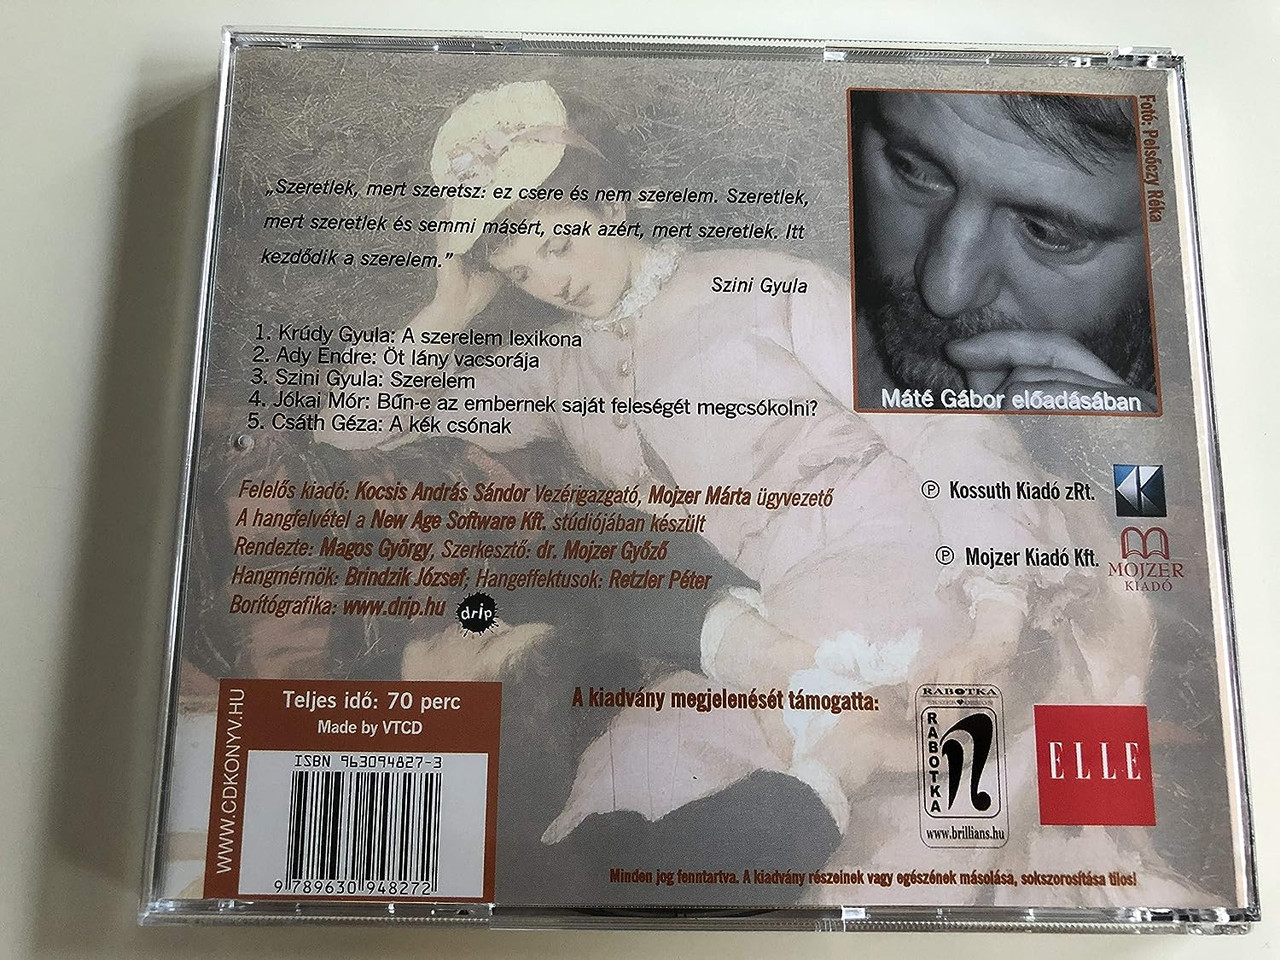 „Szeretlek, mert szeretsz: ez csere és nem szerelem. Szeretlek,
mert szeretlek és semmi másért, csak azért, mert szeretlek. Itt
kezdődik a szerelem.”
Szini Gyula
1. Krúdy Gyula: A szerelem lexikona
2. Ady Endre: Öt lány vacsorája
3. Szini Gyula: Szerelem
4. Jókai Mór: Bűn-e az embernek saját feleségét megcsókolni?
5. Csáth Géza: A kék csónak
Fotó: Pelsőczy Réka
Máté Gábor előadásában
Felelős kiadó: Kocsis András Sándor Vezérigazgató, Mojzer Márta ügyvezető
A hangfelvétel a New Age Software Kft. stúdiójában készült
Rendezte: Magos György, Szerkesztő: dr. Mojzer Győző
Hangmérnök: Brindzik József; Hangeffektusok: Retzler Péter
Borítógrafika: www.drip.hu
drip
Ⓟ Kossuth Kiadó zRt.
Ⓟ Mojzer Kiadó Kft.
MOJZER
KIADÓ
WWW.CDKONYV.HU
Teljes idő: 70 perc
Made by VTCD
ISBN 963094827-3
9 789630 948272
A kiadvány megjelenését támogatta:
RABOTKA
RABOTKA
www.brillians.hu
ELLE
Minden jog fenntartva. A kiadvány részeinek vagy egészének másolása, sokszorosítása tilos!